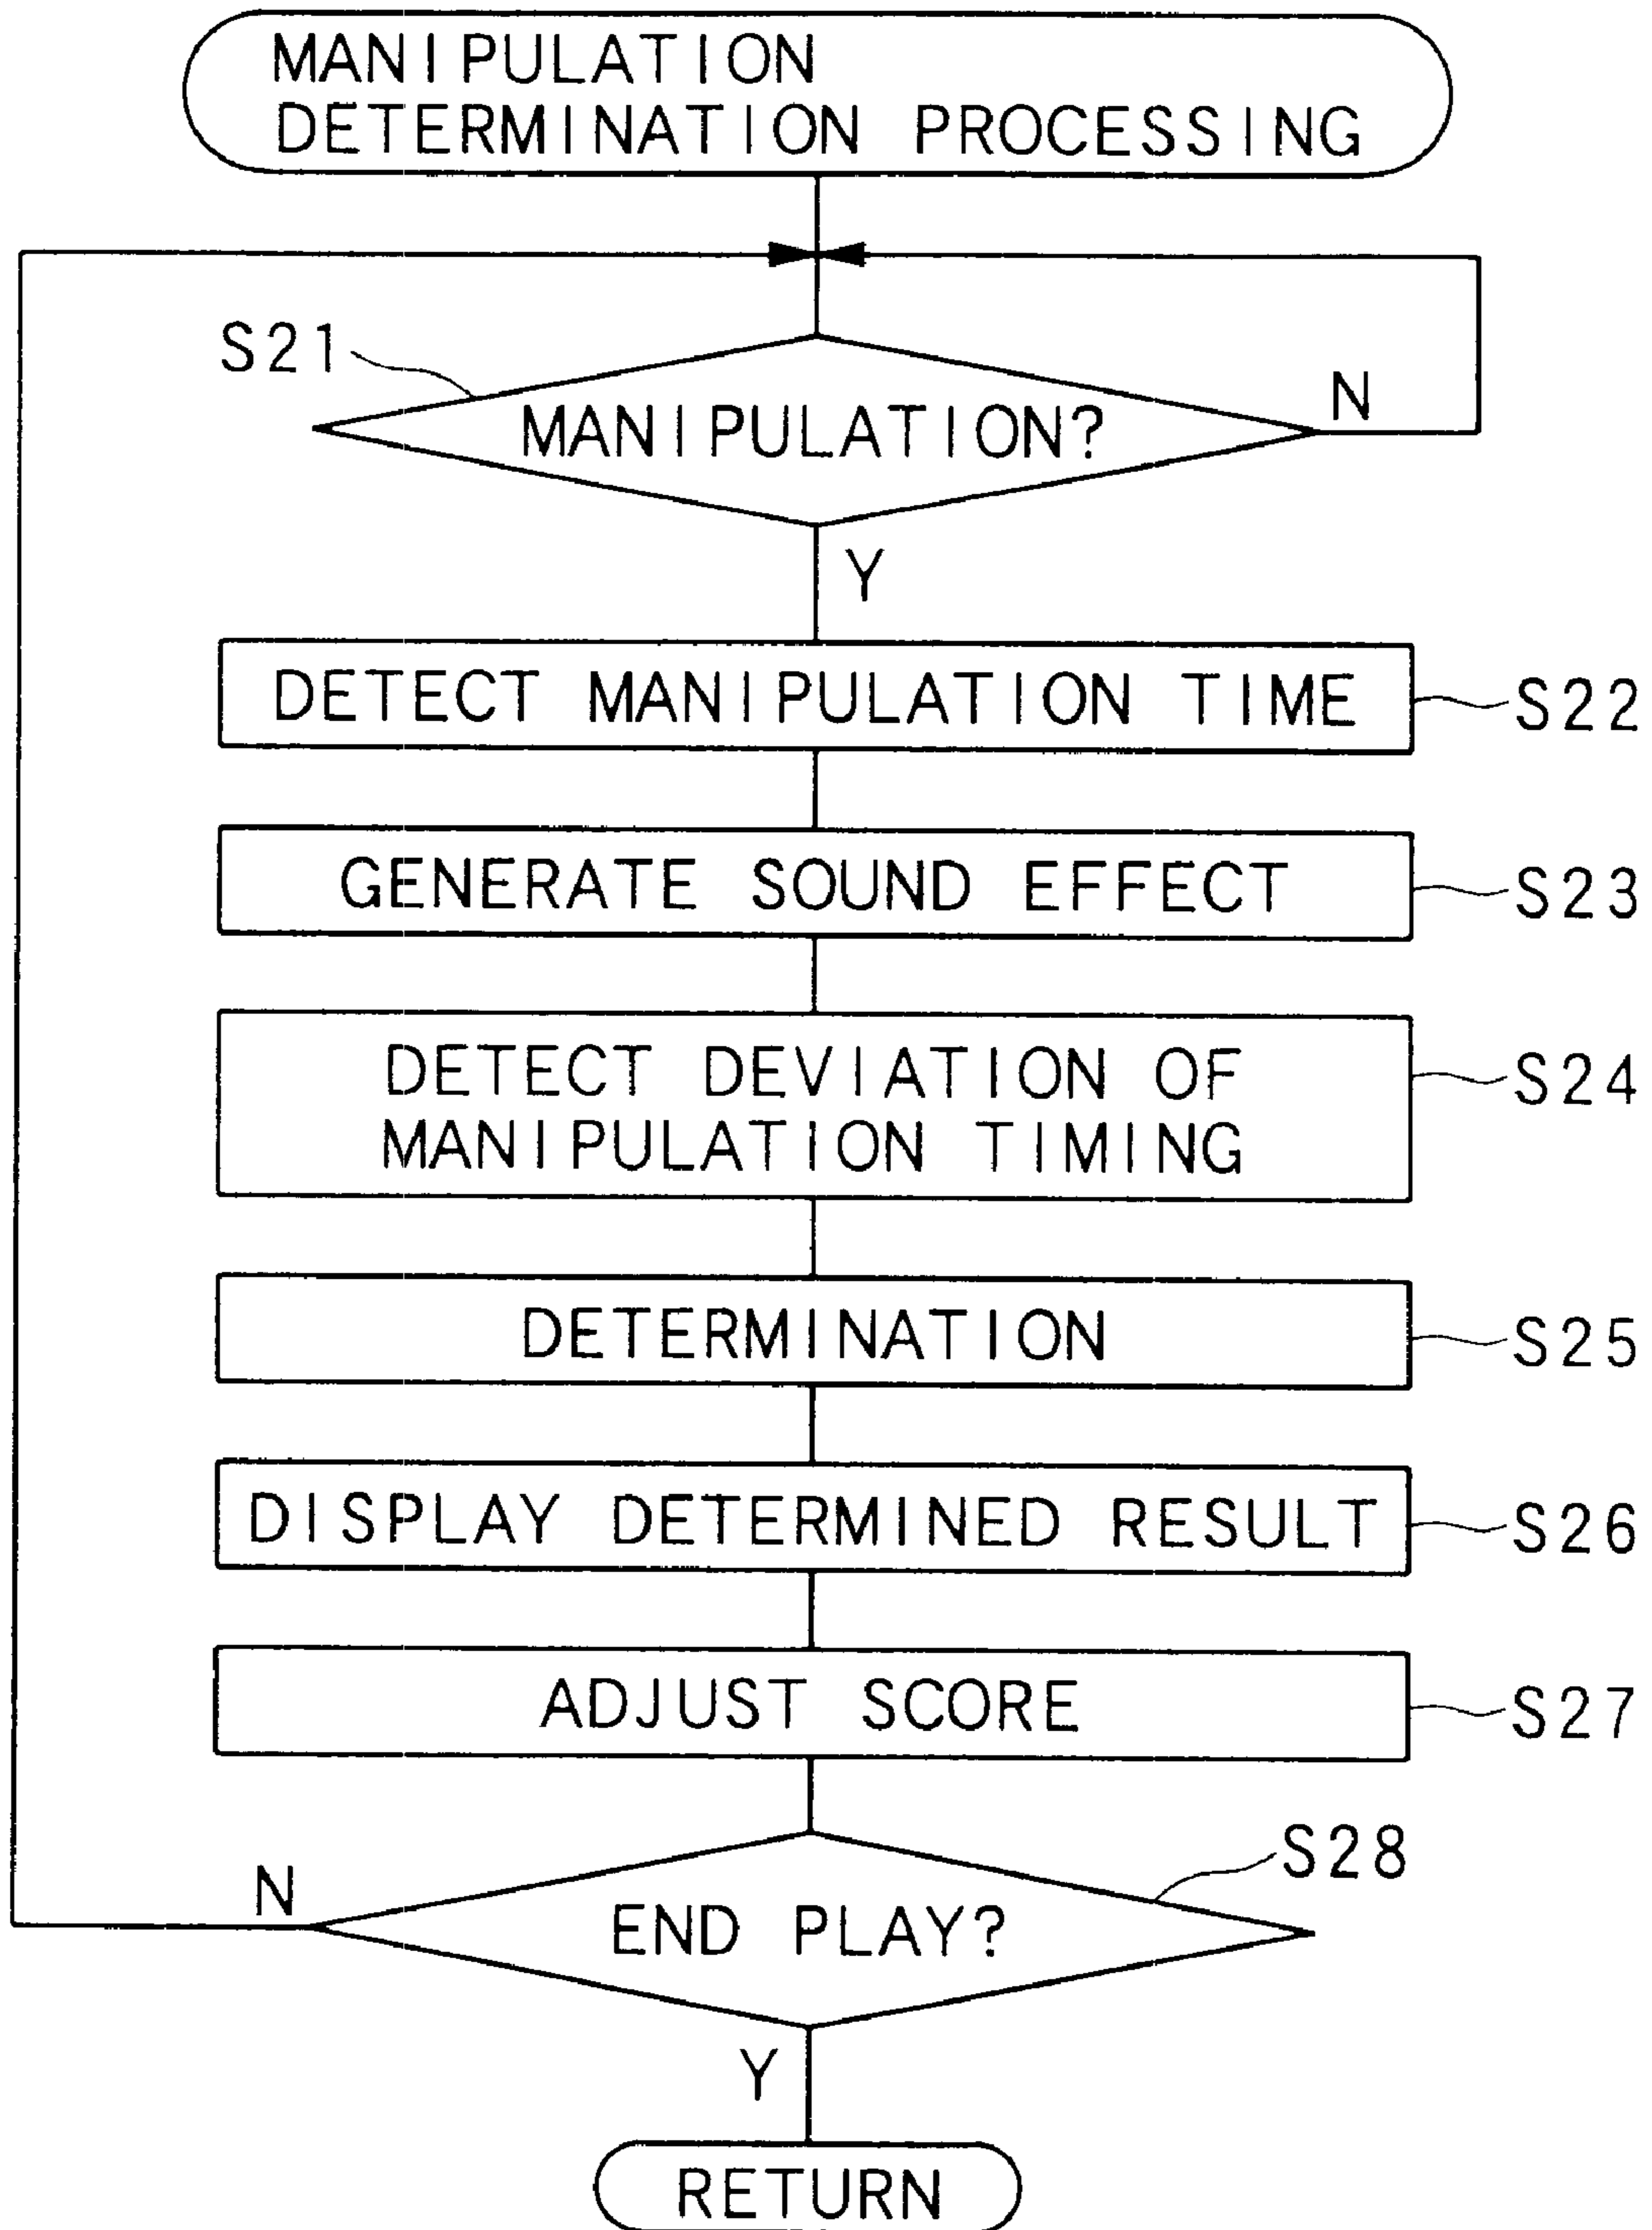 MANIPULATION
DETERMINATION PROCESSING
S21
MANIPULATION?
N
Y
DETECT MANIPULATION TIME
S22
GENERATE SOUND EFFECT
S23
DETECT DEVIATION OF
MANIPULATION TIMING
S24
DETERMINATION
S25
DISPLAY DETERMINED RESULT
S26
ADJUST SCORE
S27
S28
N
END PLAY?
Y
RETURN